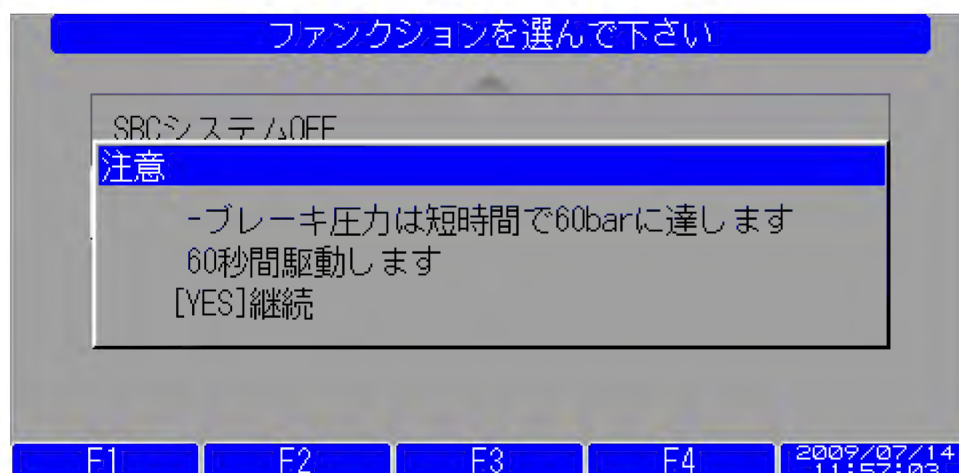 ファンクションを選んで下さい
SBCシステムOFF
注意
-ブレーキ圧力は短時間で60barに達します
60秒間駆動します
[YES]継続
F1 F2 F3 F4 2009/07/14
11:57:03